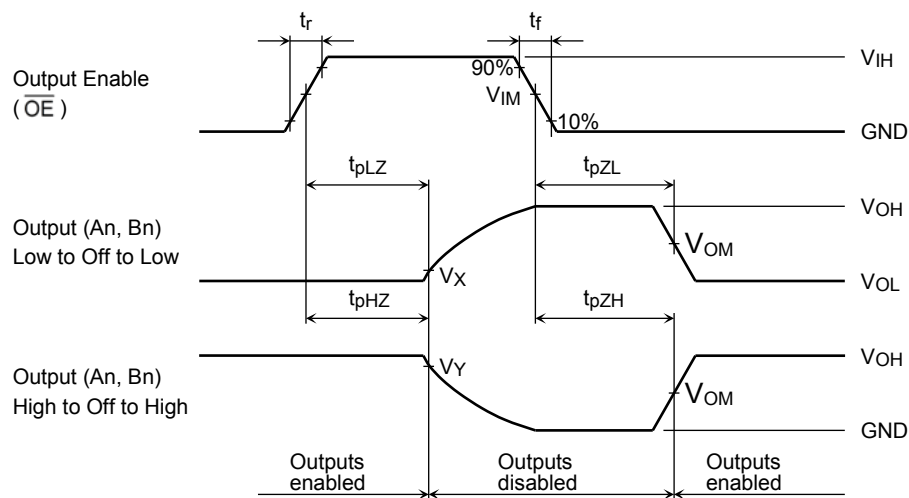 tr
tf
Output Enable
( OE )
90%
VIM
10%
VIH
GND
tpLZ
tpZL
Output (An, Bn)
Low to Off to Low
VX
VOH
VOM
VOL
tpHZ
tpZH
Output (An, Bn)
High to Off to High
VY
VOH
VOM
GND
Outputs
enabled
Outputs
disabled
Outputs
enabled